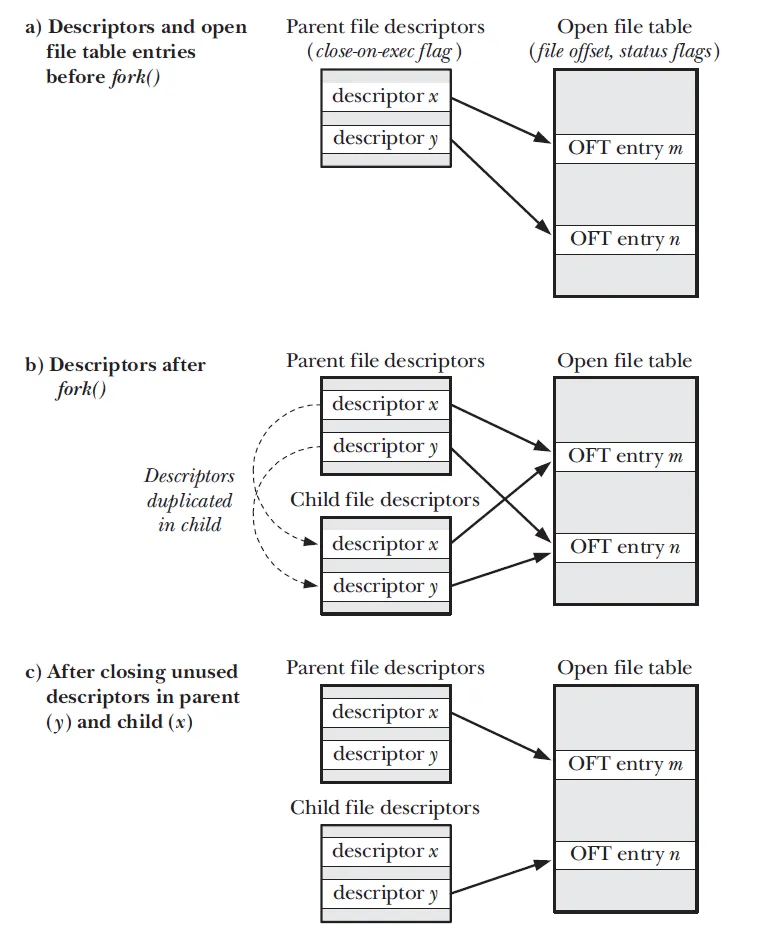 a) Descriptors and open
file table entries
before fork()
Parent file descriptors
(close-on-exec flag)
descriptor x
descriptor y
Open file table
(file offset, status flags)
OFT entry m
OFT entry n
b) Descriptors after
fork()
Descriptors
duplicated
in child
Parent file descriptors
descriptor x
descriptor y
Child file descriptors
descriptor x
descriptor y
Open file table
OFT entry m
OFT entry n
c) After closing unused
descriptors in parent
(y) and child (x)
Parent file descriptors
descriptor x
descriptor y
Child file descriptors
descriptor x
descriptor y
Open file table
OFT entry m
OFT entry n